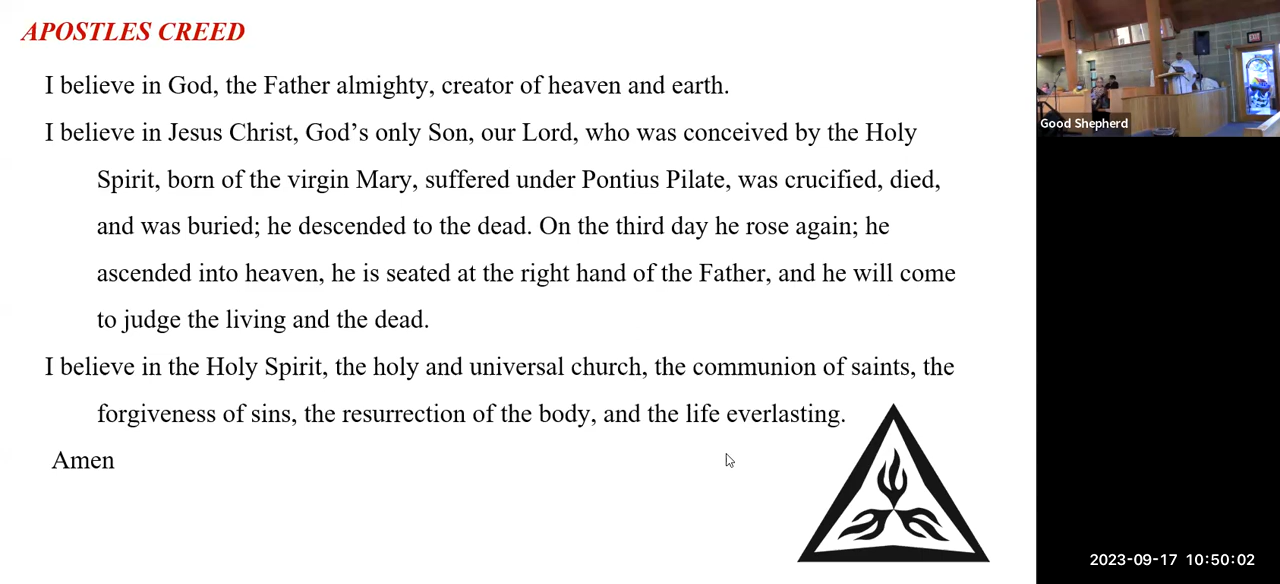 APOSTLES CREED
I believe in God, the Father almighty, creator of heaven and earth.
I believe in Jesus Christ, God’s only Son, our Lord, who was conceived by the Holy
Spirit, born of the virgin Mary, suffered under Pontius Pilate, was crucified, died,
and was buried; he descended to the dead. On the third day he rose again; he
ascended into heaven, he is seated at the right hand of the Father, and he will come
to judge the living and the dead.
I believe in the Holy Spirit, the holy and universal church, the communion of saints, the
forgiveness of sins, the resurrection of the body, and the life everlasting.
Amen
EXIT
Good Shepherd
2023-09-17 10:50:02